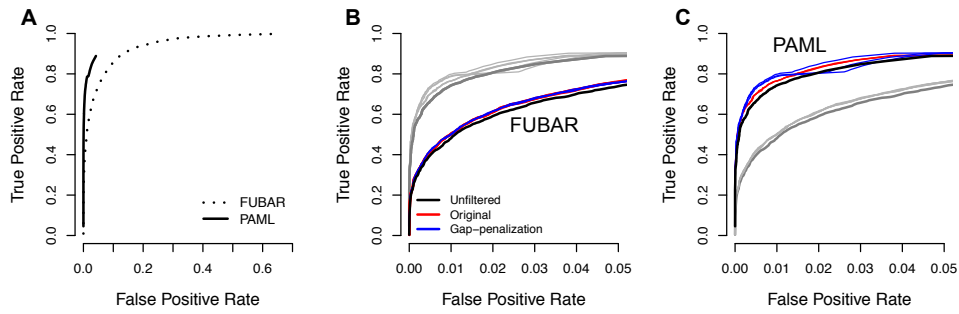 A
True Positive Rate
1.0
0.8
0.6
0.4
0.2
0.0
FUBAR
PAML
0.0 0.2 0.4 0.6
False Positive Rate
B
True Positive Rate
1.0
0.8
0.6
0.4
0.2
0.0
FUBAR
Unfiltered
Original
Gap−penalization
0.00 0.01 0.02 0.03 0.04 0.05
False Positive Rate
C
PAML
True Positive Rate
1.0
0.8
0.6
0.4
0.2
0.0
0.00 0.01 0.02 0.03 0.04 0.05
False Positive Rate